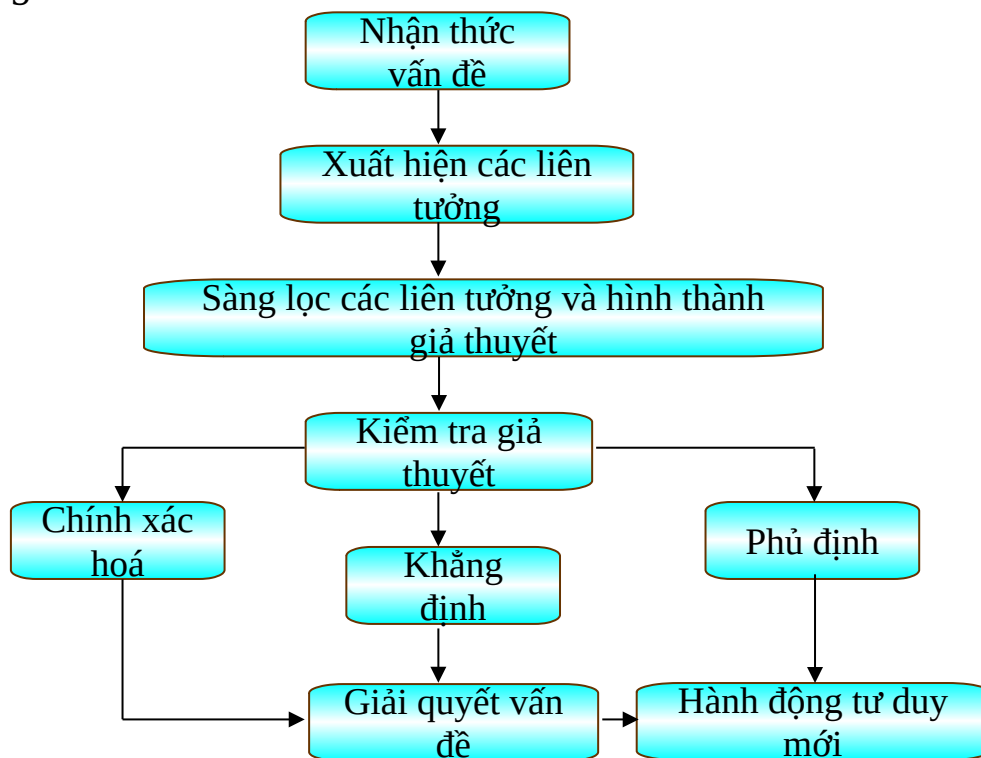 Nhận thức
vấn đề
Xuất hiện các liên
tưởng
Sàng lọc các liên tưởng và hình thành
giả thuyết
Kiểm tra giả
thuyết
Chính xác
hoá
Khẳng
định
Phủ định
Giải quyết vấn
đề
Hành động tư duy
mới